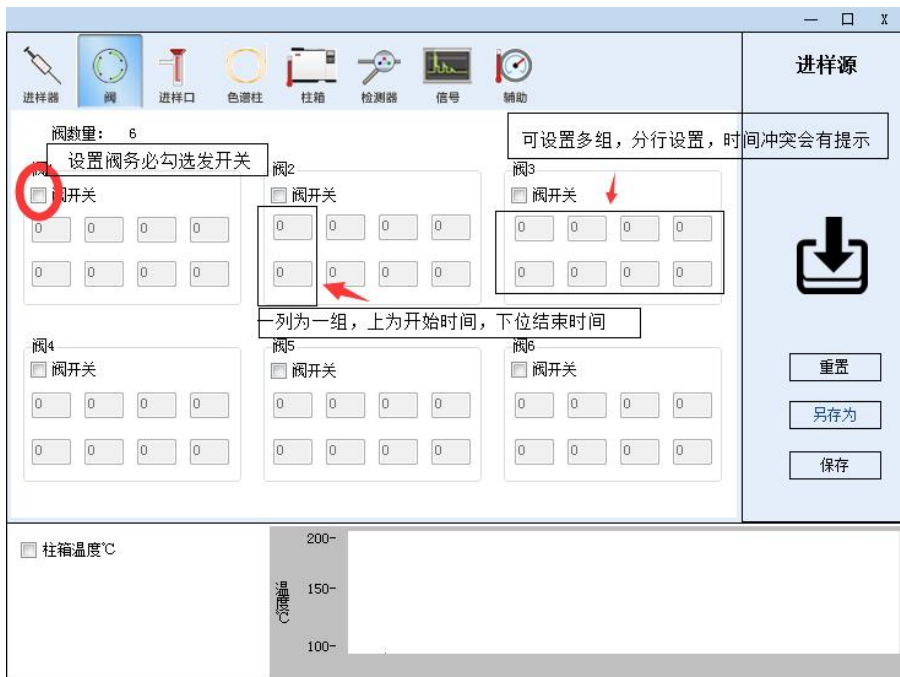 — 口 X
进样器 阀 进样口 色谱柱 柱箱 检测器 信号 辅助
进样源
阀数量： 6
设置阀务必勾选发开关
可设置多组，分行设置，时间冲突会有提示
阀2
阀3
阀开关
阀开关
阀开关
0 0 0 0
0 0 0 0
0 0 0 0
0 0 0 0
0 0 0 0
0 0 0 0
一列为一组，上为开始时间，下位结束时间
阀4
阀5
阀6
阀开关
阀开关
阀开关
0 0 0 0
0 0 0 0
0 0 0 0
0 0 0 0
0 0 0 0
0 0 0 0
重置
另存为
保存
柱箱温度℃
温度℃
200-
150-
100-